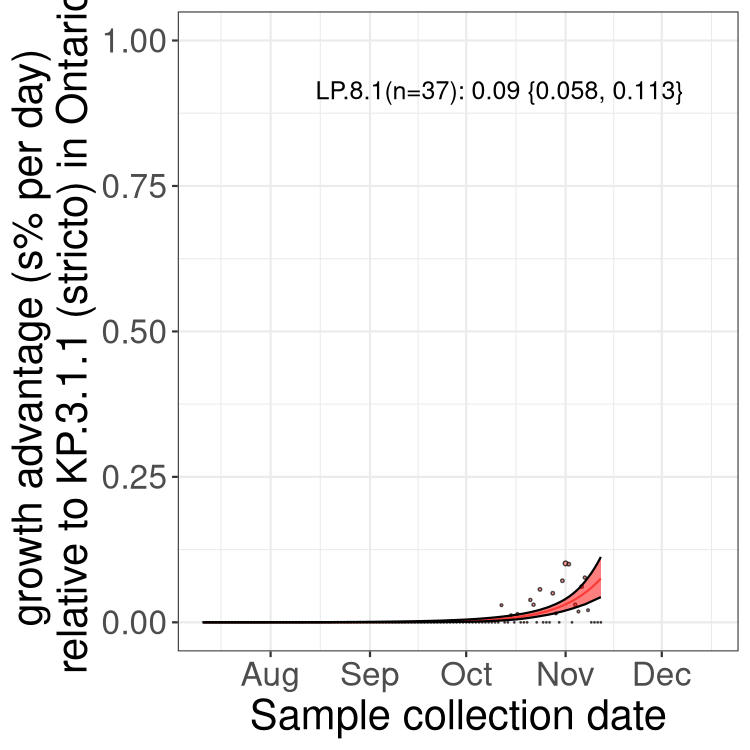 growth advantage (s% per day)
relative to KP.3.1.1 (stricto) in Ontario
1.00
0.75
0.50
0.25
0.00
LP.8.1(n=37): 0.09 {0.058, 0.113}
Aug Sep Oct Nov Dec
Sample collection date